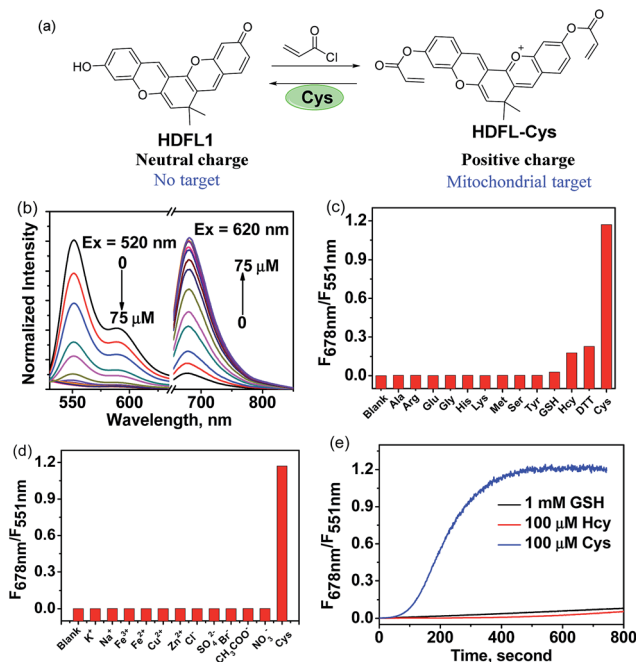 (a)
O
Cl
HO
O
O
O
Cys
O
O
O
O
O
O+
HDFL1
HDFL-Cys
Neutral charge
Positive charge
No target
Mitochondrial target
(b)
Normalized Intensity
Ex = 520 nm
0
75 μM
Ex = 620 nm
75 μM
0
550
600
700
800
Wavelength, nm
(c)
F678nm/F551nm
1.2
0.9
0.6
0.3
0.0
Blank
Ala
Arg
Glu
Gly
His
Lys
Met
Ser
Tyr
GSH
Hcy
DTT
Cys
(d)
F678nm/F551nm
1.2
0.9
0.6
0.3
0.0
Blank
K+
Na+
Fe3+
Fe2+
Cu2+
Zn2+
Cl-
SO42-
Br-
CH3COO-
NO3-
Cys
(e)
F678nm/F551nm
1.2
0.9
0.6
0.3
0.0
1 mM GSH
100 μM Hcy
100 μM Cys
0
200
400
600
800
Time, second